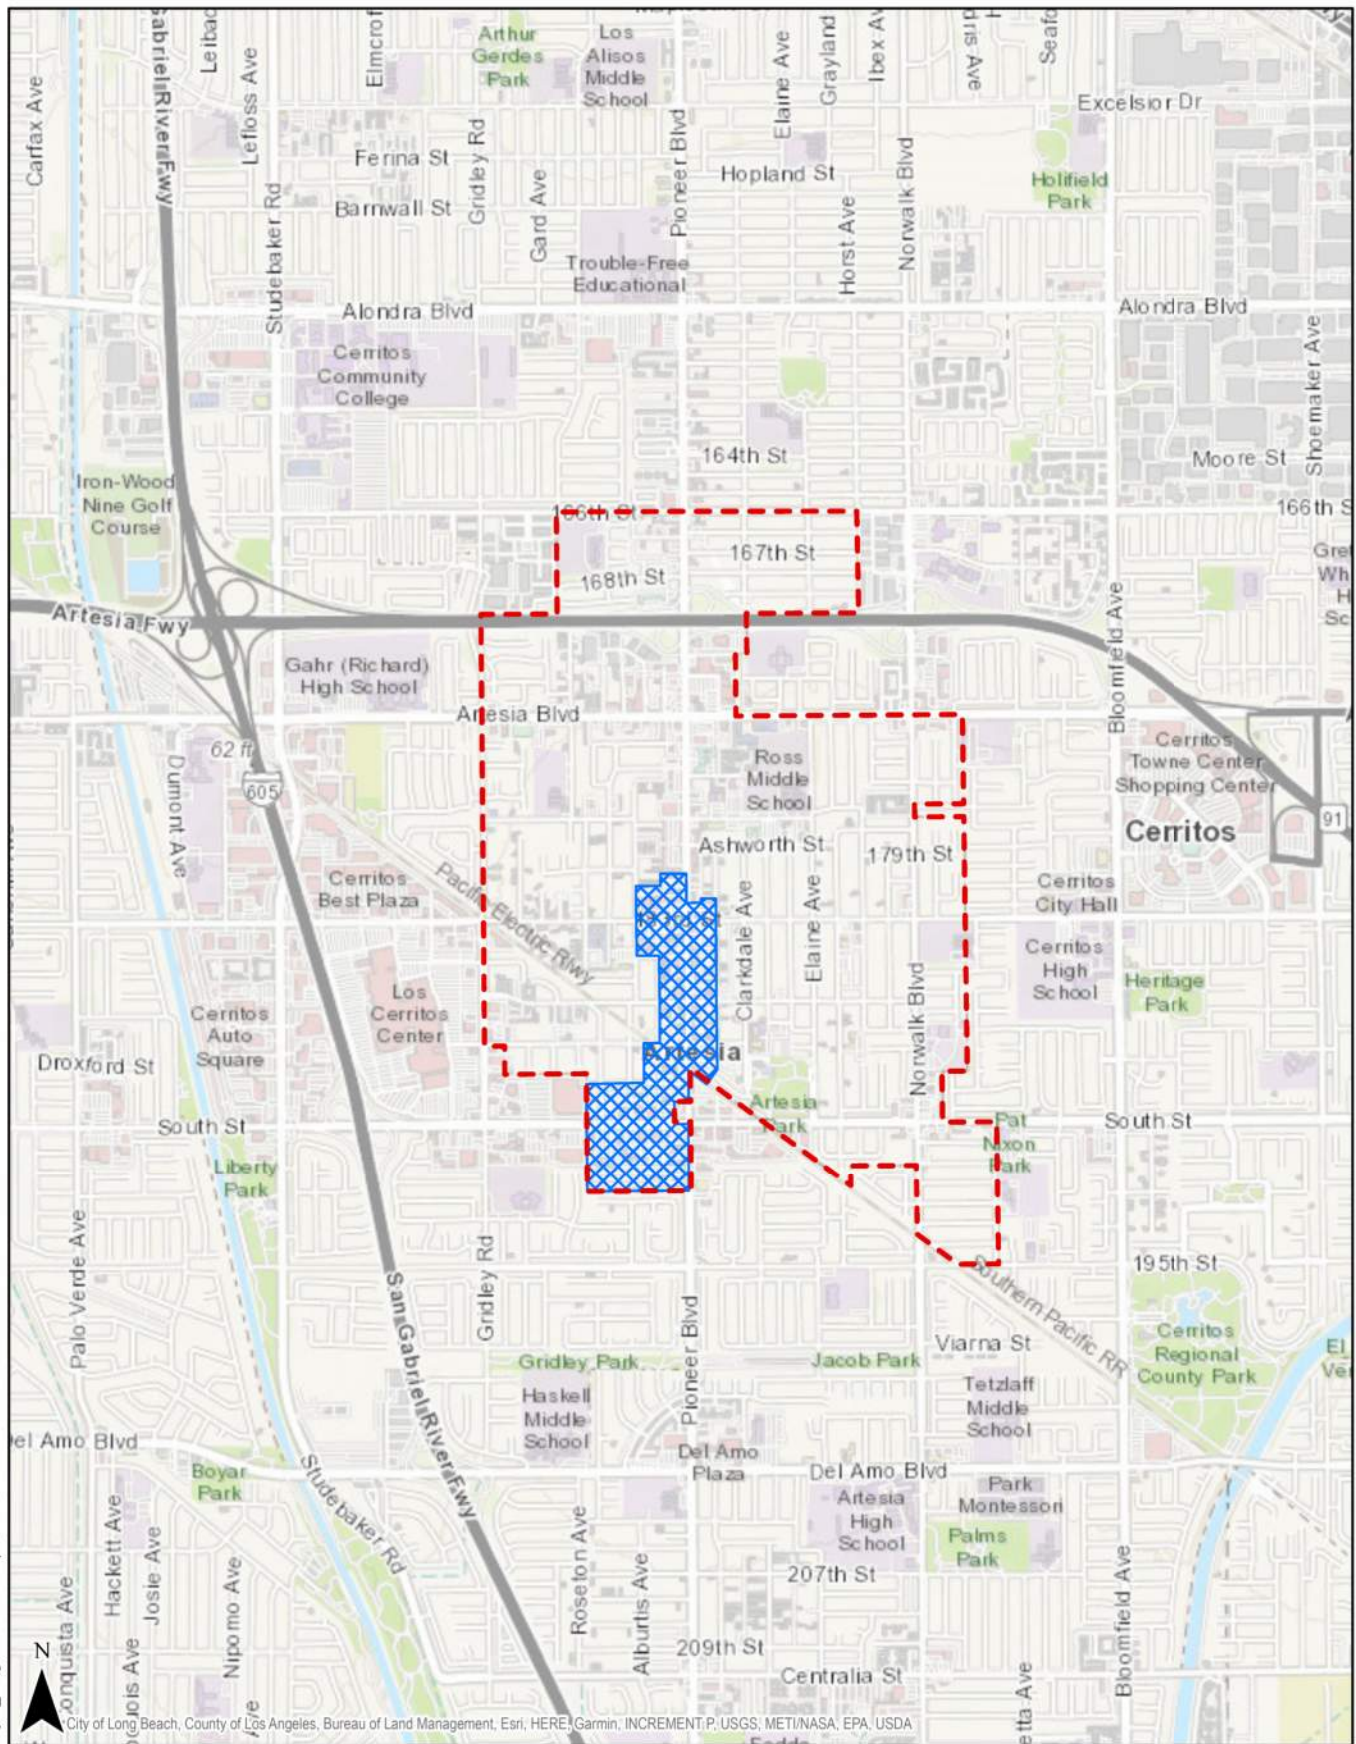 Arthur
Gerdes
Park
Los
Alisos
Middle
School
Carfax Ave
Gabriel River Fwy
Lefloss Ave
Elaine Ave
Grayland
Ibex Av
Excelsior Dr
Ferina St
Barnwall St
Studebaker Rd
Gridley Rd
Gard Ave
Pioneer Blvd
Hopland St
Horst Ave
Norwalk Blvd
Holifield
Park
Trouble-Free
Educational
Alondra Blvd
Alondra Blvd
Shoemaker Ave
Cerritos
Community
College
164th St
Moore St
Iron-Wood
Nine Golf
Course
166th St
166th S
167th St
168th St
Artesia Fwy
Gahr (Richard)
High School
Bloomfield Ave
Artesia Blvd
62 ft
605
Dumont Ave
Ross
Middle
School
Cerritos
Towne Center
Shopping Center
91
Cerritos
Ashworth St
179th St
Cerritos
Best Plaza
Pacific Electric Rlwy
183rd St
Clarkdale Ave
Elaine Ave
Cerritos
City Hall
Cerritos
High
School
Heritage
Park
Los
Cerritos
Center
Cerritos
Auto
Square
Norwalk Blvd
Droxford St
Artesia
Artesia
Park
South St
South St
Pat
Nixon
Park
Liberty
Park
Palo Verde Ave
Gridley Rd
San Gabriel River Fwy
195th St
Southern Pacific RR
Pioneer Blvd
Viarna St
Cerritos
Regional
County Park
Gridley Park
Jacob Park
Haskell
Middle
School
Tetzlaff
Middle
School
el Amo Blvd
Del Amo
Plaza
Del Amo Blvd
Boyar
Park
Studebaker Rd
Artesia
High
School
Park
Montessori
Palms
Park
Hackett Ave
Josie Ave
Nipomo Ave
Roseton Ave
Alburtis Ave
207th St
209th St
Centralia St
Bloomfield Ave
N
City of Long Beach, County of Los Angeles, Bureau of Land Management, Esri, HERE, Garmin, INCREMENT P, USGS, METI/NASA, EPA, USDA